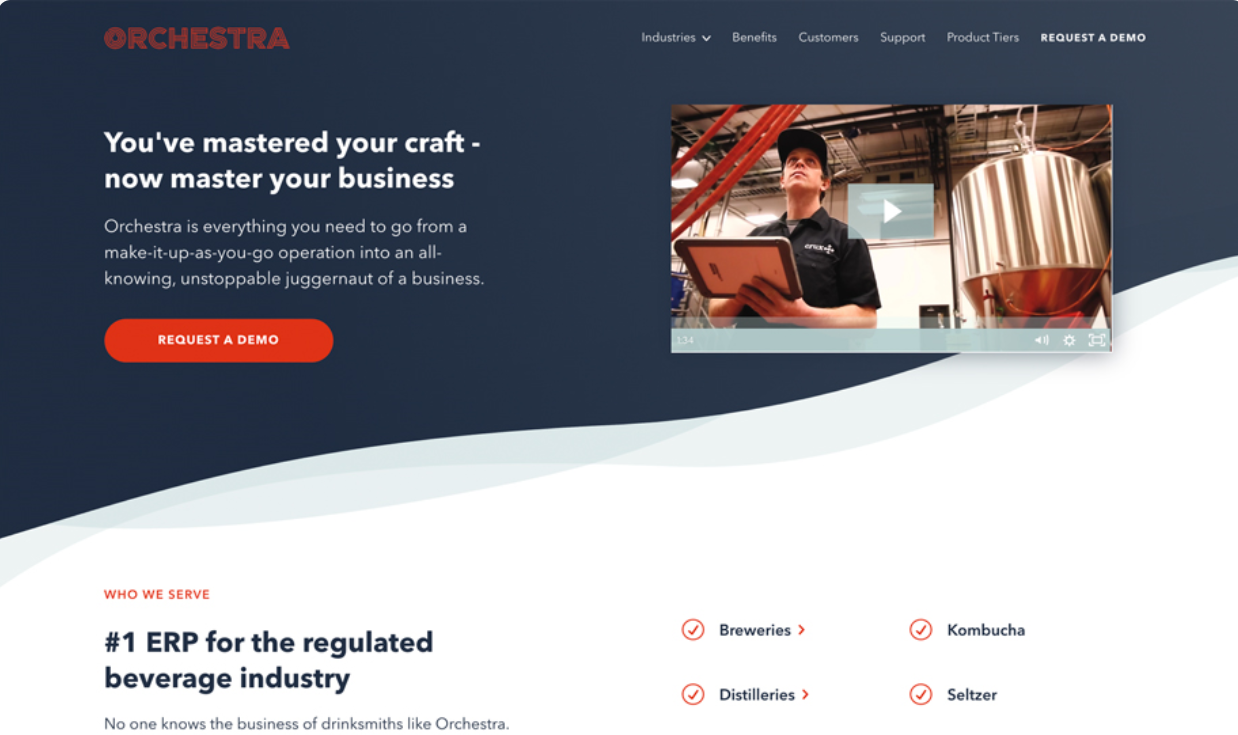 ORCHESTRA
Industries Benefits Customers Support Product Tiers REQUEST A DEMO
You've mastered your craft -
now master your business
Orchestra is everything you need to go from a
make-it-up-as-you-go operation into an all-
knowing, unstoppable juggernaut of a business.
REQUEST A DEMO
crux
1:34
WHO WE SERVE
#1 ERP for the regulated
beverage industry
No one knows the business of drinksmiths like Orchestra.
Breweries
Kombucha
Distilleries
Seltzer